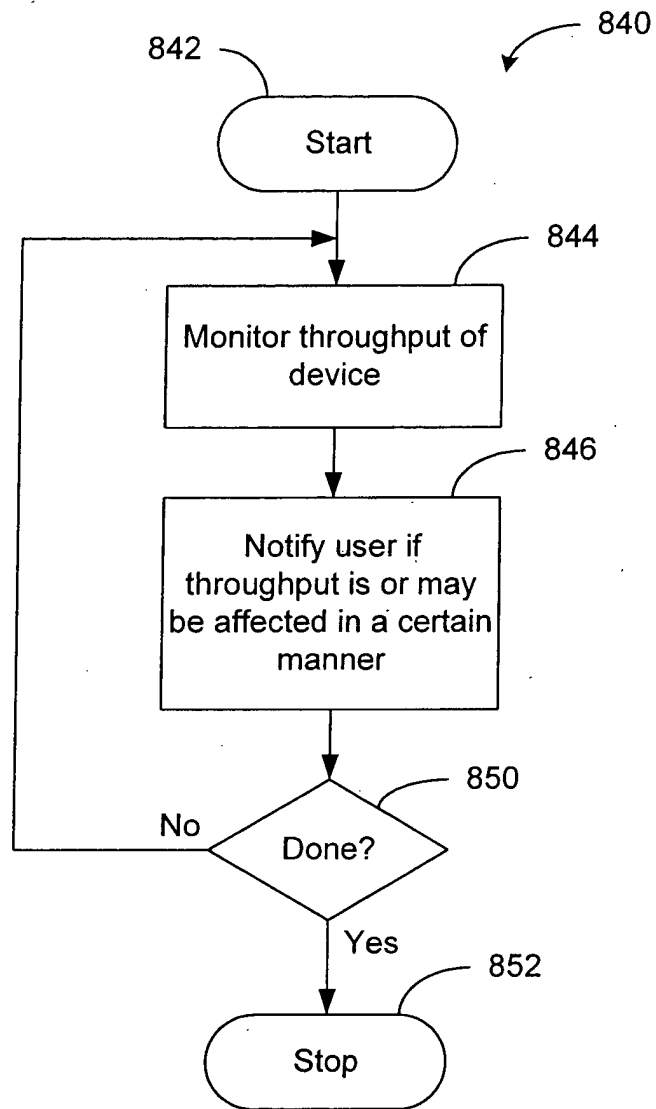 840
842
Start
844
Monitor throughput of
device
846
Notify user if
throughput is or may
be affected in a certain
manner
850
No
Done?
Yes
852
Stop